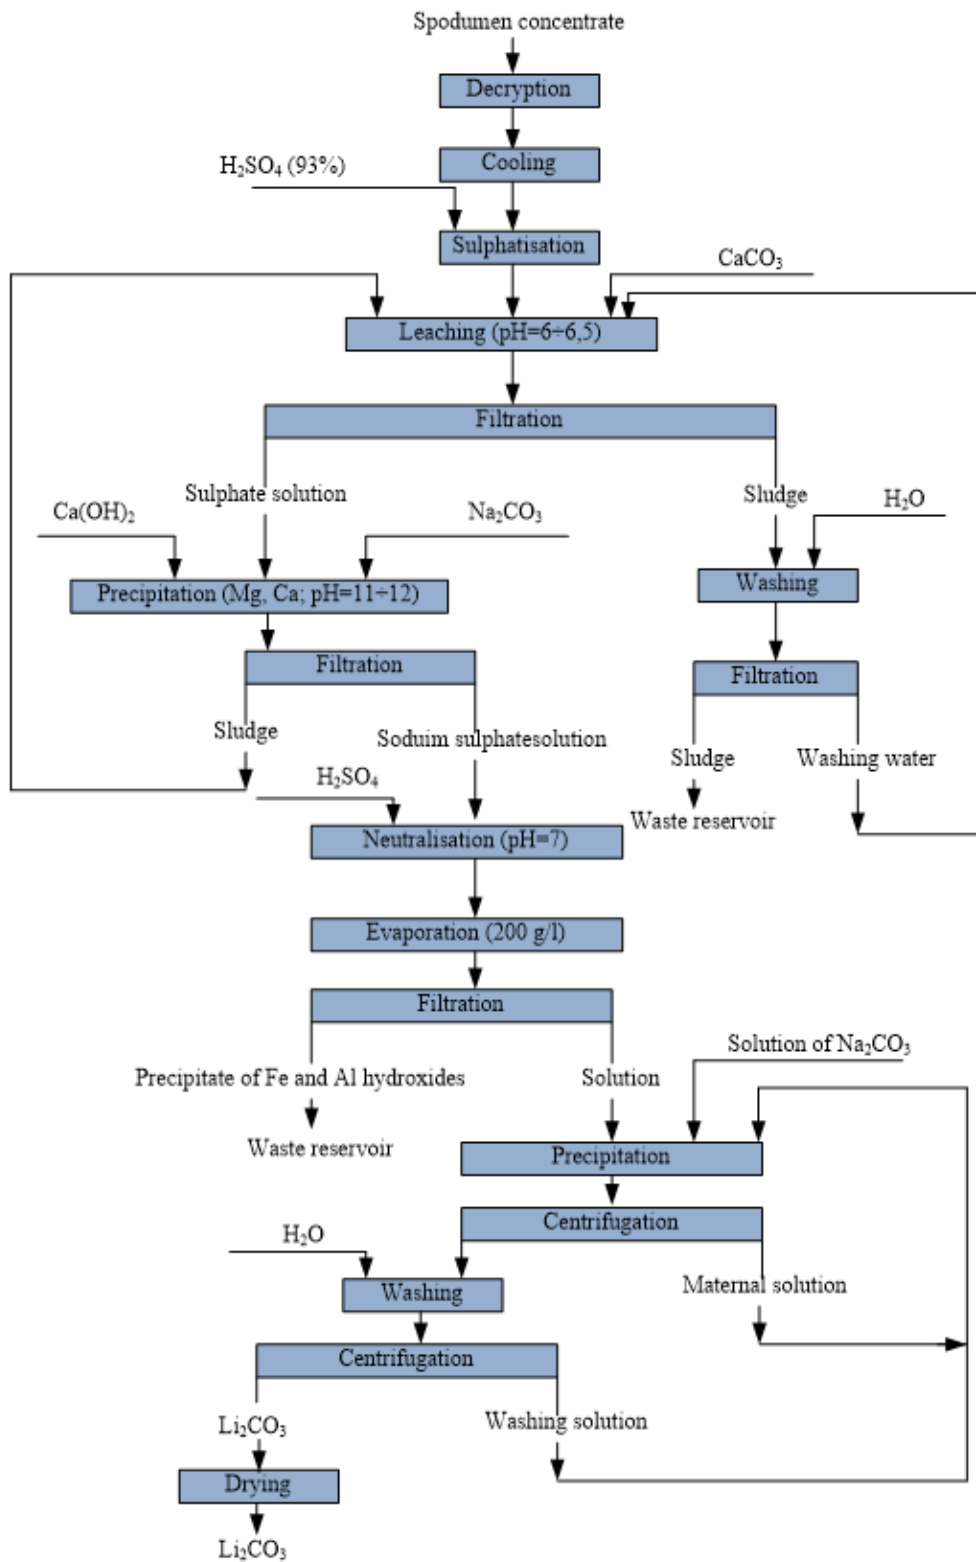 Spodumen concentrate
Decryption
Cooling
H₂SO₄ (93%)
Sulphatisation
CaCO₃
Leaching (pH=6÷6,5)
Filtration
Sulphate solution
Sludge
Ca(OH)₂
Na₂CO₃
H₂O
Precipitation (Mg, Ca; pH=11÷12)
Washing
Filtration
Filtration
Sludge
Soduim sulphatesolution
Sludge
Washing water
H₂SO₄
Waste reservoir
Neutralisation (pH=7)
Evaporation (200 g/l)
Filtration
Solution of Na₂CO₃
Precipitate of Fe and Al hydroxides
Solution
Waste reservoir
Precipitation
Centrifugation
H₂O
Washing
Maternal solution
Centrifugation
Li₂CO₃
Washing solution
Drying
Li₂CO₃